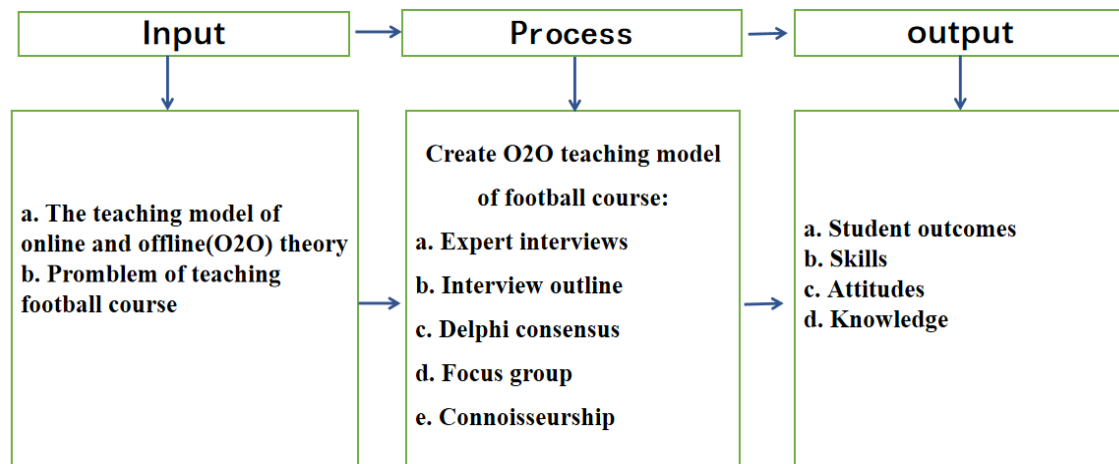 Input
Process
output
a. The teaching model of
online and offline(O2O) theory
b. Promblem of teaching
football course
Create O2O teaching model
of football course:
a. Expert interviews
b. Interview outline
c. Delphi consensus
d. Focus group
e. Connoisseurship
a. Student outcomes
b. Skills
c. Attitudes
d. Knowledge